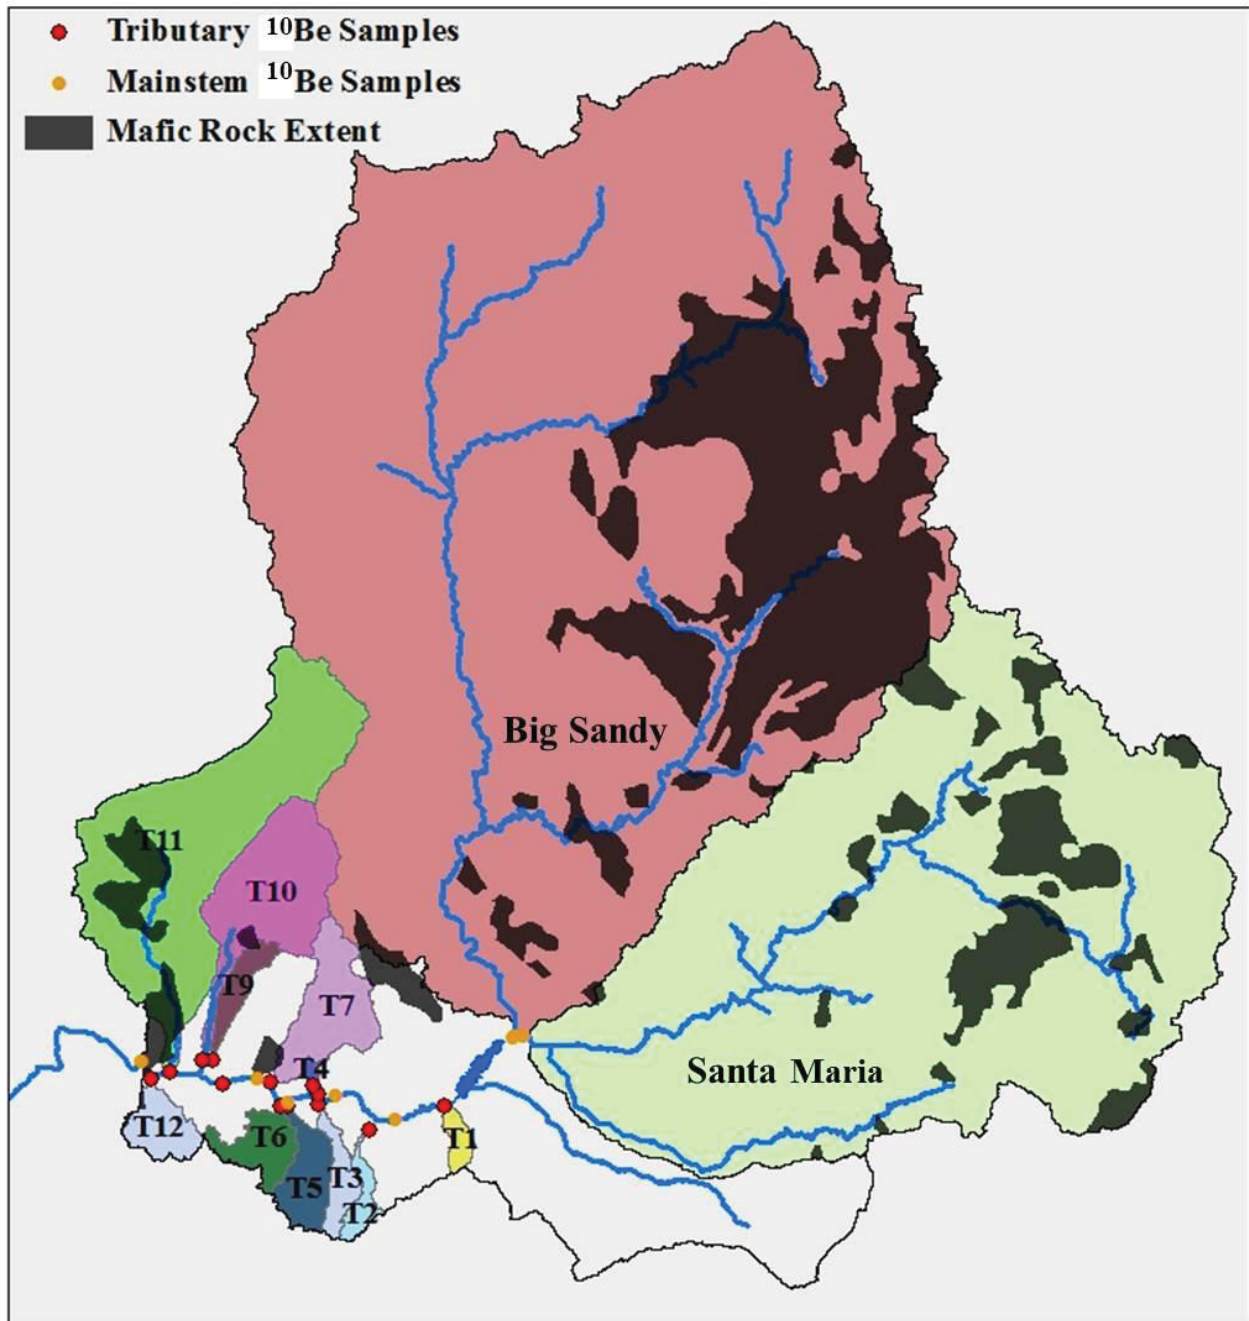 Tributary ¹⁰Be Samples
Mainstem ¹⁰Be Samples
Mafic Rock Extent
Big Sandy
T11
T10
T9
T7
T4
Santa Maria
T12
T6
T1
T5
T3
T2